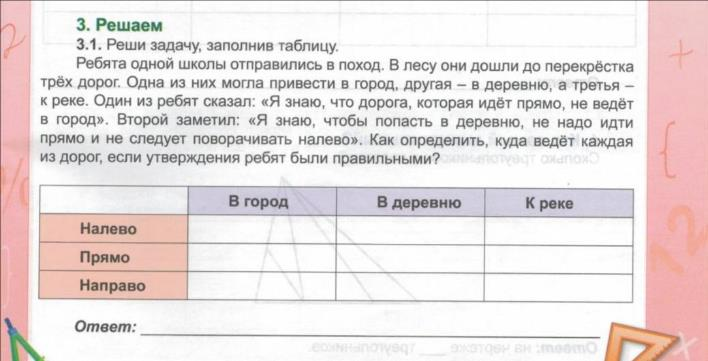 3. Решаем
3.1. Реши задачу, заполнив таблицу.
Ребята одной школы отправились в поход. В лесу они дошли до перекрёстка
трёх дорог. Одна из них могла привести в город, другая – в деревню, а третья –
к реке. Один из ребят сказал: «Я знаю, что дорога, которая идёт прямо, не ведёт
в город». Второй заметил: «Я знаю, чтобы попасть в деревню, не надо идти
прямо и не следует поворачивать налево». Как определить, куда ведёт каждая
из дорог, если утверждения ребят были правильными?
В город В деревню К реке
Налево
Прямо
Направо
Ответ: